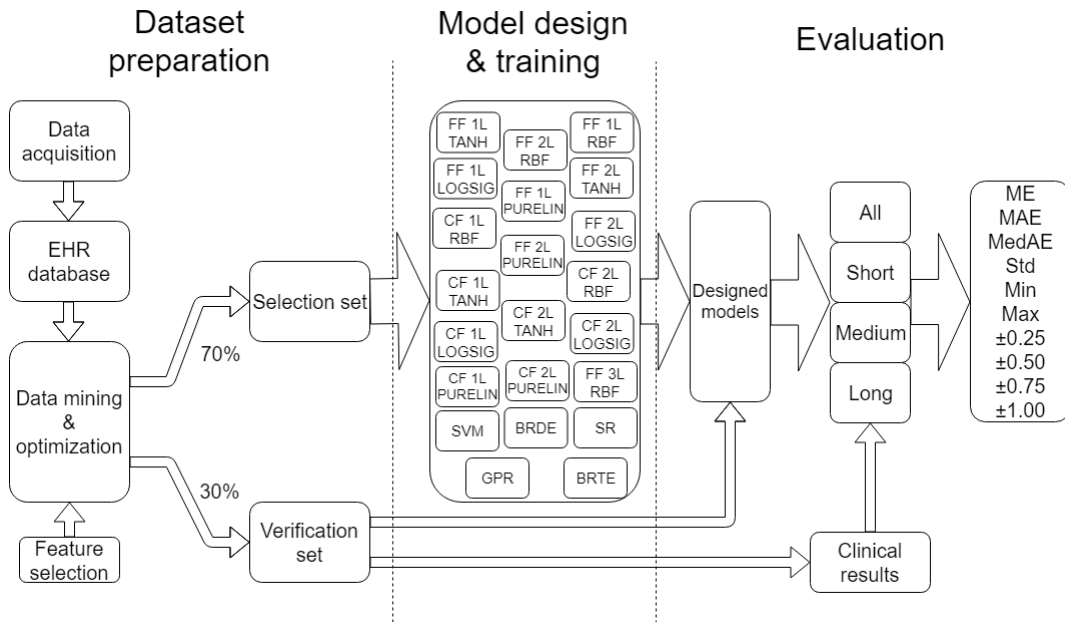 Dataset
preparation
Model design
& training
Evaluation
Data
acquisition
EHR
database
Data mining
&
optimization
Feature
selection
70%
30%
Selection set
Verification
set
FF 1L
TANH
FF 2L
RBF
FF 1L
RBF
FF 1L
LOGSIG
FF 1L
PURELIN
FF 2L
TANH
CF 1L
RBF
FF 2L
PURELIN
FF 2L
LOGSIG
CF 1L
TANH
CF 2L
TANH
CF 2L
RBF
CF 1L
LOGSIG
CF 2L
LOGSIG
CF 1L
PURELIN
CF 2L
PURELIN
FF 3L
RBF
SVM
BRDE
SR
GPR
BRTE
Designed
models
All
Short
Medium
Long
Clinical
results
ME
MAE
MedAE
Std
Min
Max
±0.25
±0.50
±0.75
±1.00